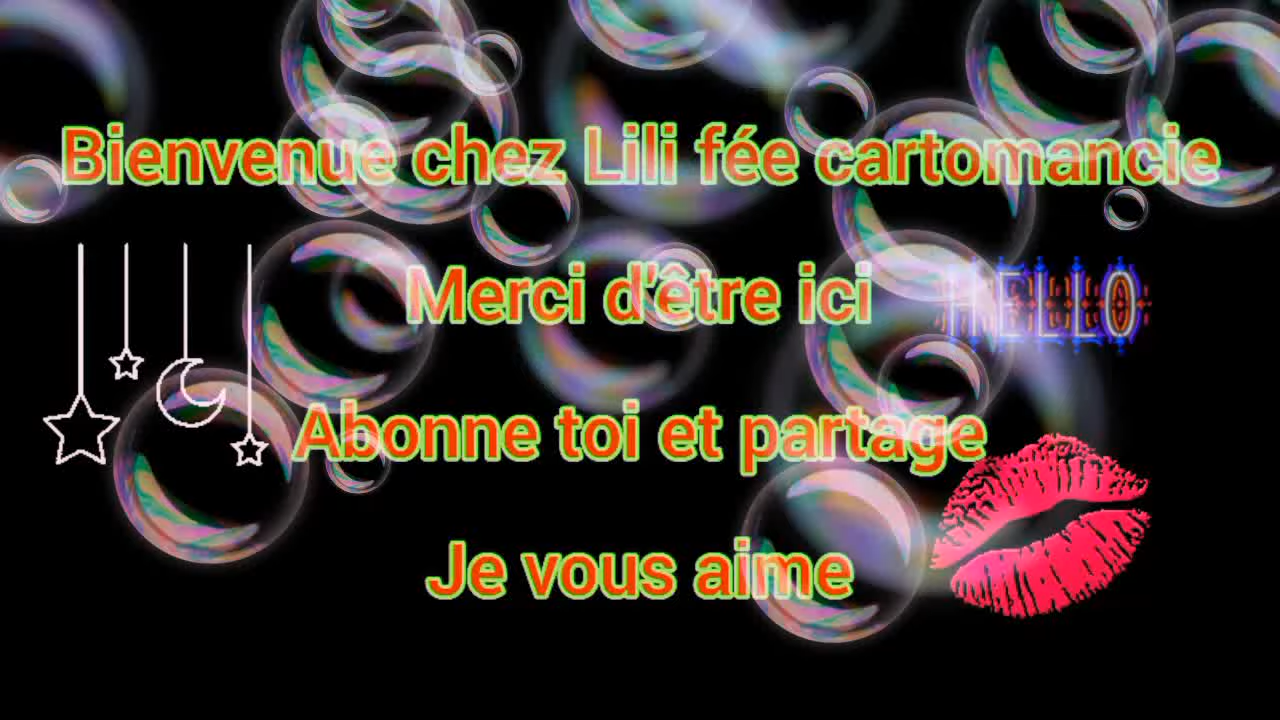 Bienvenue chez Lili fée cartomancie
Merci d'être ici
HELLO
Abonne toi et partage
Je vous aime